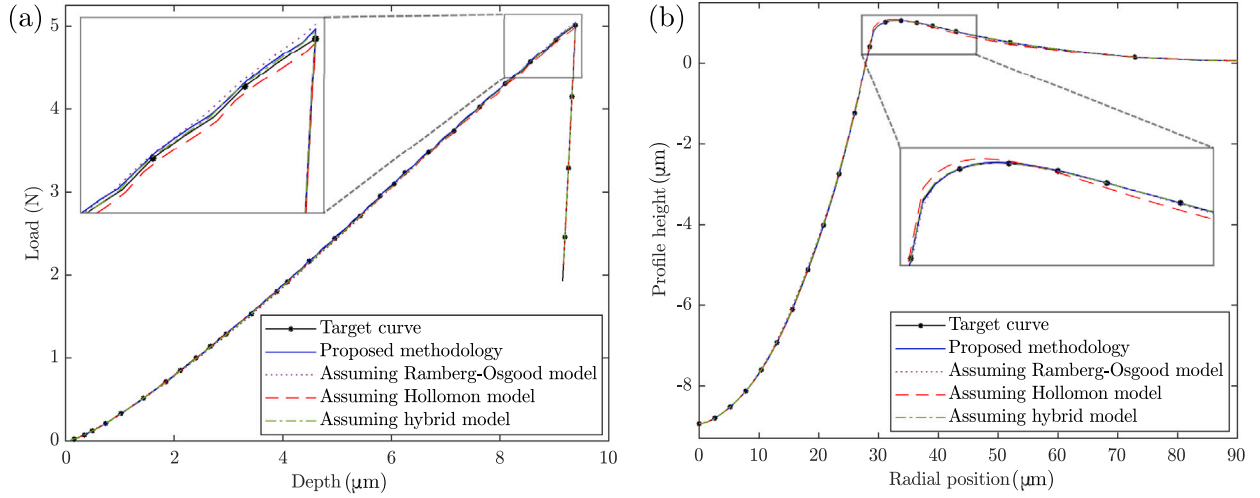 (a)
5
4
3
2
1
0
Load (N)
0
2
4
6
8
10
Depth (μm)
Target curve
Proposed methodology
Assuming Ramberg-Osgood model
Assuming Hollomon model
Assuming hybrid model
(b)
0
-2
-4
-6
-8
Profile height (μm)
0
10
20
30
40
50
60
70
80
90
Radial position (μm)
Target curve
Proposed methodology
Assuming Ramberg-Osgood model
Assuming Hollomon model
Assuming hybrid model